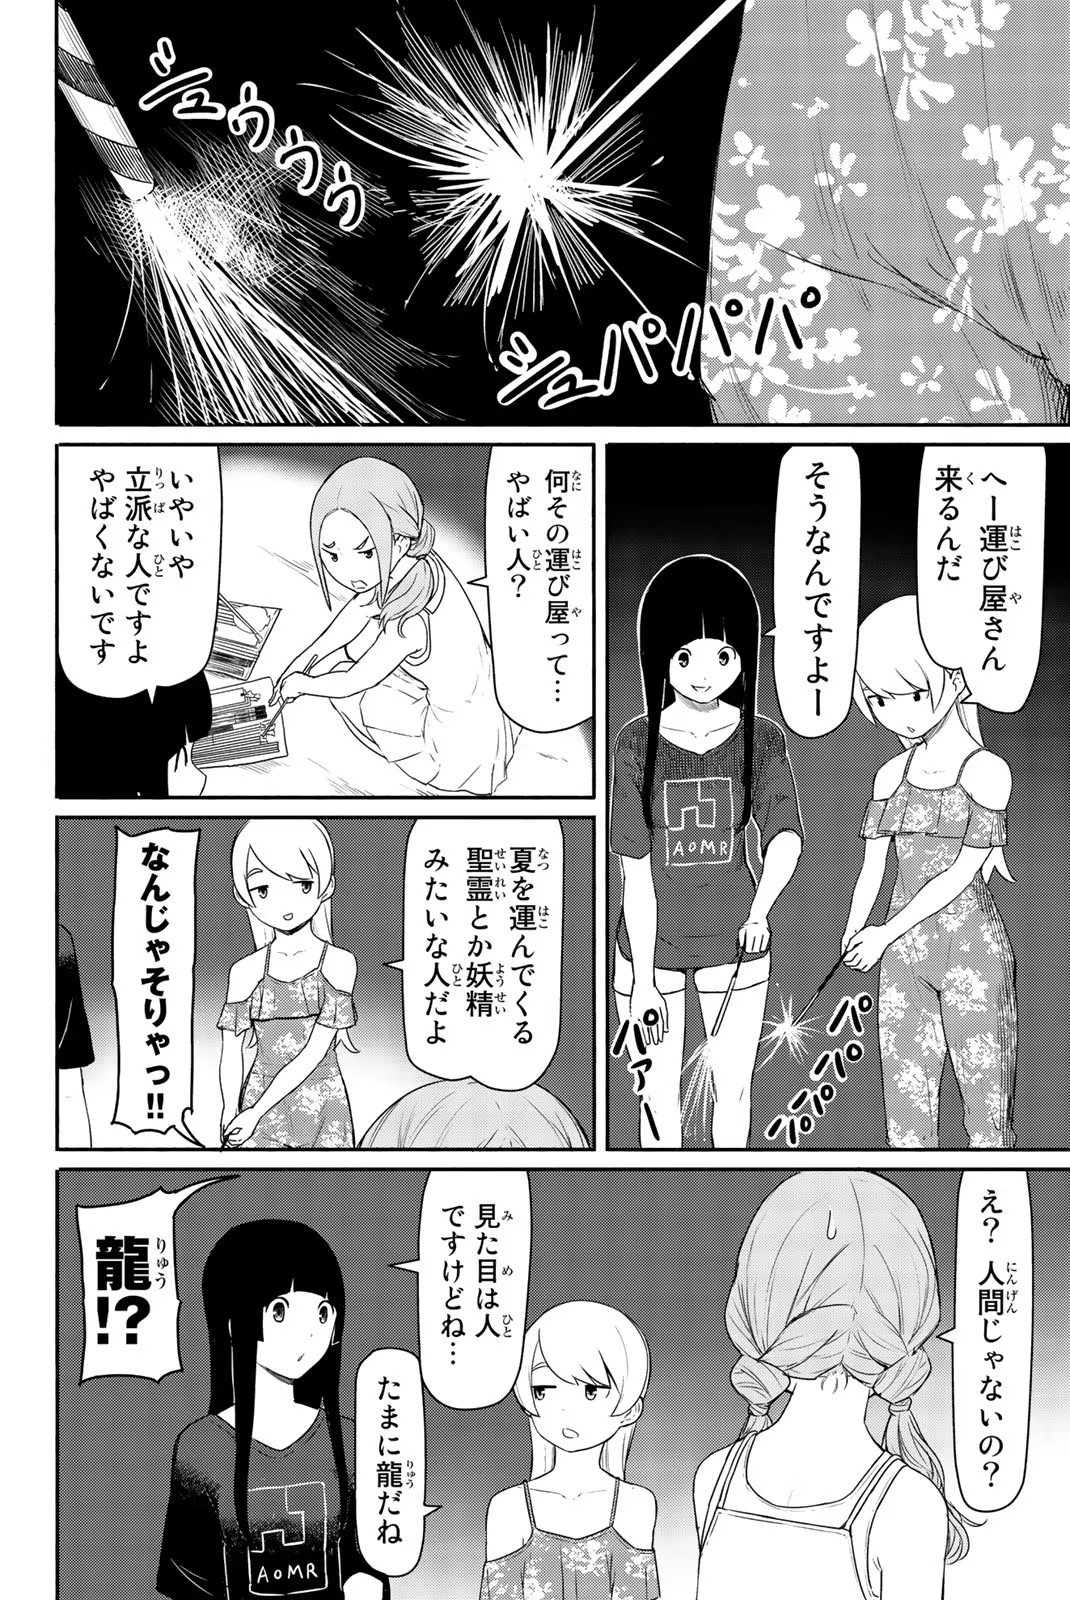 ジュゥゥゥゥ
ジュパパパパ
へー運び屋さん
来るんだ
そうなんですよー
AOMR
パァー
パパパパ
何その運び屋って…
やばい人?
いやいや
立派な人ですよ
やばくないです
夏を運んでくる
聖霊とか妖精
みたいな人だよ
なんじゃそりゃっ!!
え?人間じゃないの?
見た目は人
ですけどね…
たまに龍だね
龍!?
AOMR